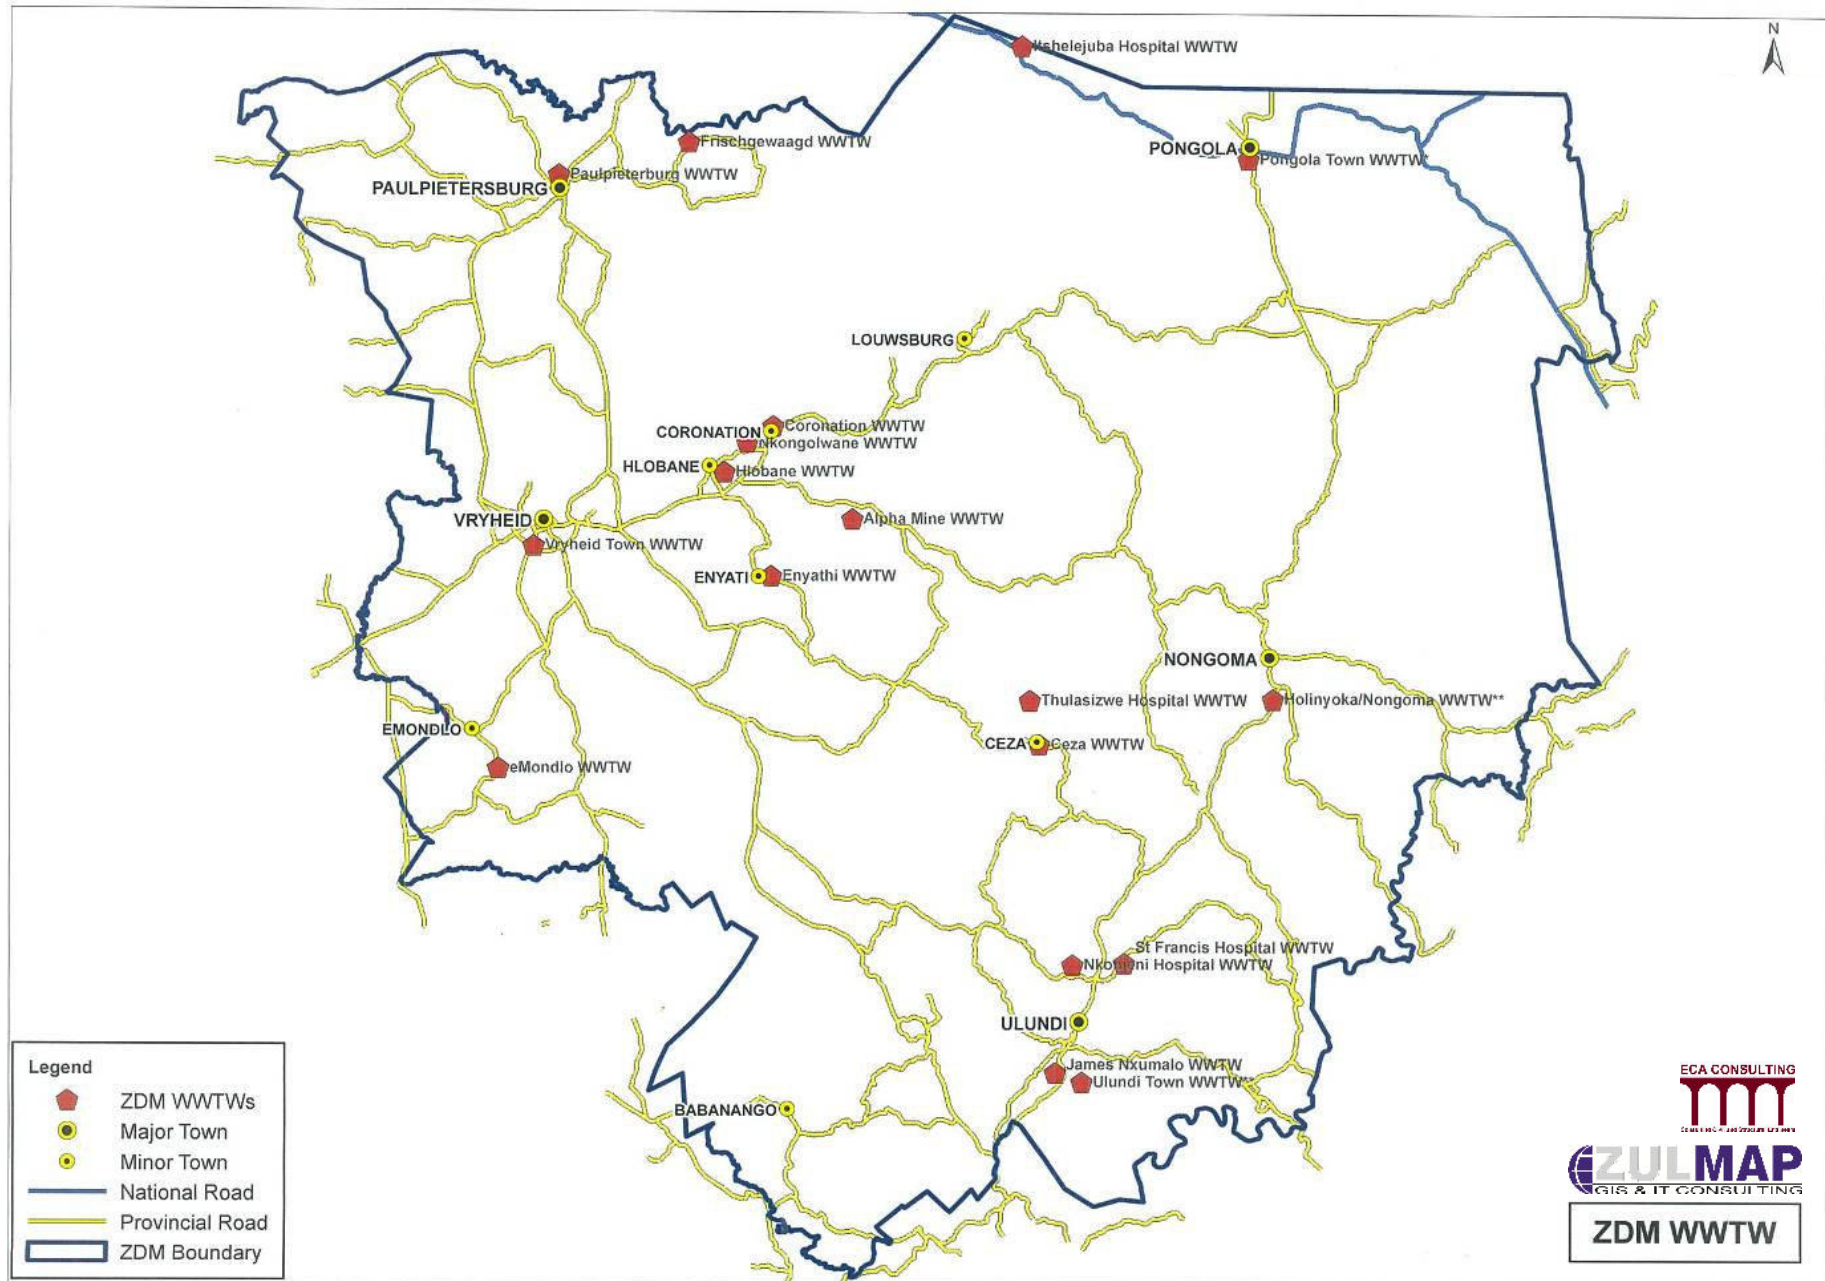 N
Itshelejuba Hospital WWTW
Frischgewaagd WWTW
PONGOLA
Pongola Town WWTW*
Paulpieterburg WWTW
PAULPIETERSBURG
LOUWSBURG
Coronation WWTW
CORONATION
Nkongolwane WWTW
HLOBANE
Hlobane WWTW
VRYHEID
Alpha Mine WWTW
Vryheid Town WWTW
ENYATI
Enyathi WWTW
NONGOMA
Thulasizwe Hospital WWTW
Holinyoka/Nongoma WWTW**
EMONDLO
CEZA
Ceza WWTW
eMondlo WWTW
St Francis Hospital WWTW
Nkonjeni Hospital WWTW
ULUNDI
James Nxumalo WWTW
Ulundi Town WWTW
BABANANGO
Legend
ZDM WWTWs
Major Town
Minor Town
National Road
Provincial Road
ZDM Boundary
ECA CONSULTING
ZULMAP
GIS & IT CONSULTING
ZDM WWTW